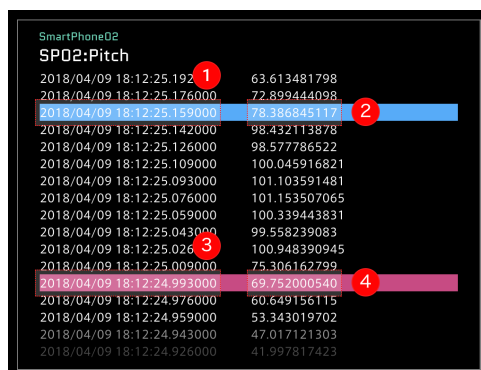 SmartPhone02
SP02:Pitch
2018/04/09 18:12:25.192 1 63.613481798
2018/04/09 18:12:25.176000 72.899444098
2018/04/09 18:12:25.159000 78.386845117 2
2018/04/09 18:12:25.142000 98.432113878
2018/04/09 18:12:25.126000 98.577786522
2018/04/09 18:12:25.109000 100.045916821
2018/04/09 18:12:25.093000 101.103591481
2018/04/09 18:12:25.076000 101.153507065
2018/04/09 18:12:25.059000 100.339443831
2018/04/09 18:12:25.043000 99.558239083
2018/04/09 18:12:25.026 3 100.948390945
2018/04/09 18:12:25.009000 75.306162799
2018/04/09 18:12:24.993000 69.752000540 4
2018/04/09 18:12:24.976000 60.649156115
2018/04/09 18:12:24.959000 53.343019702
2018/04/09 18:12:24.943000 47.017121303
2018/04/09 18:12:24.926000 41.997817423